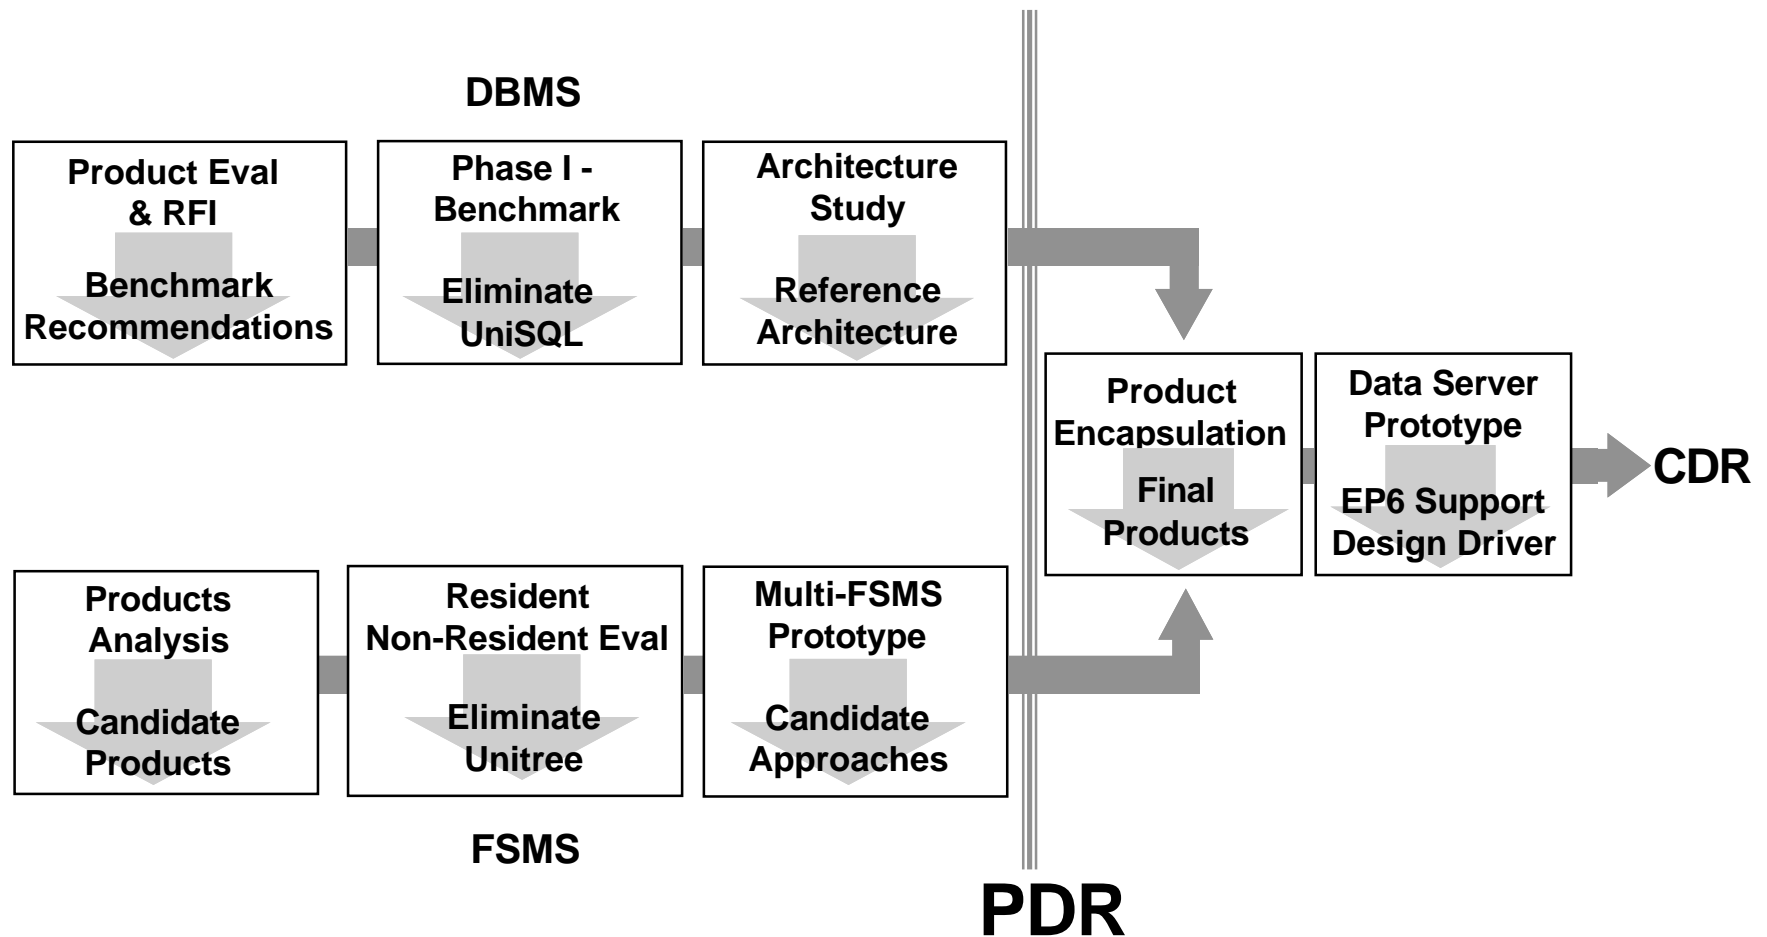 DBMS
Product Eval
& RFI
Benchmark
Recommendations
Phase I -
Benchmark
Eliminate
UniSQL
Architecture
Study
Reference
Architecture
Product
Encapsulation
Final
Products
Data Server
Prototype
EP6 Support
Design Driver
CDR
Products
Analysis
Candidate
Products
Resident
Non-Resident Eval
Eliminate
Unitree
Multi-FSMS
Prototype
Candidate
Approaches
FSMS
PDR